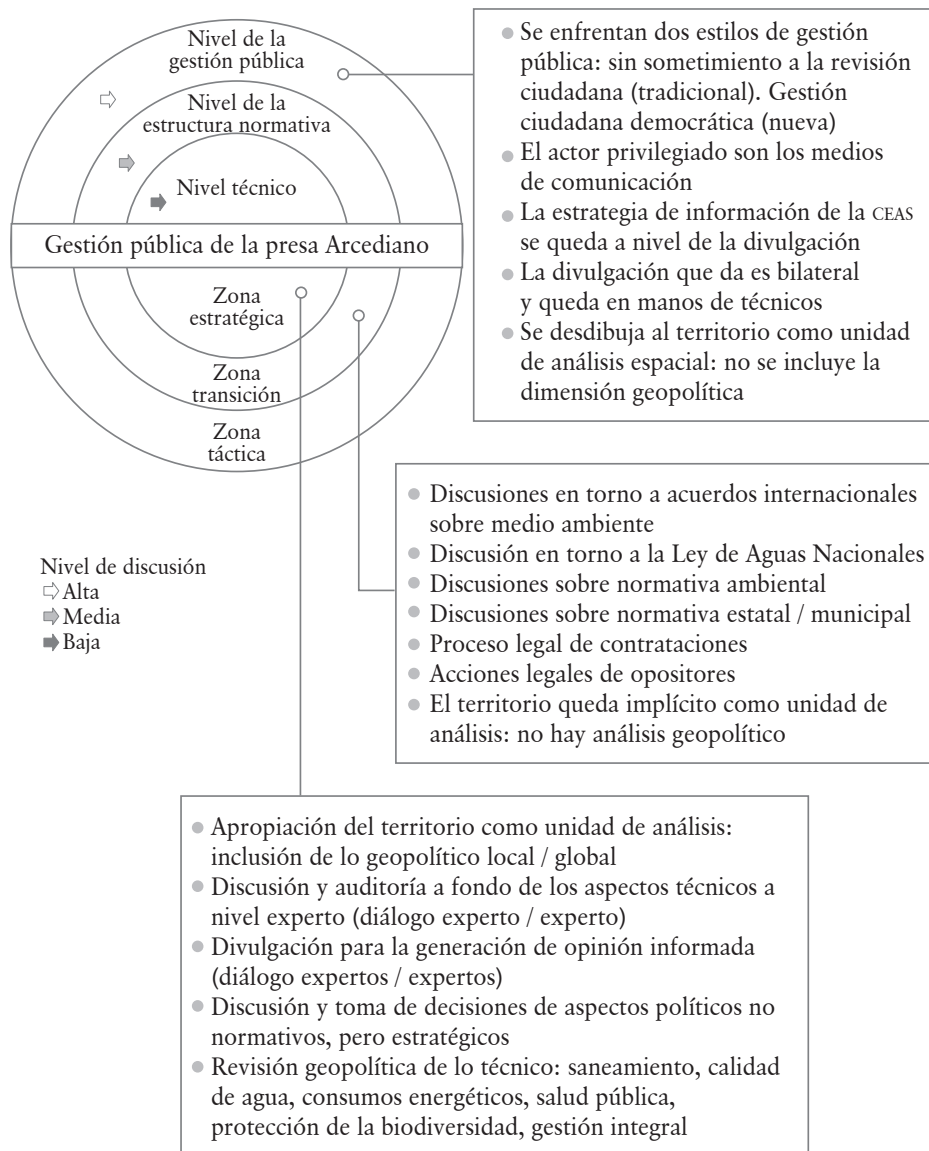 Nivel de la
gestión pública
Nivel de la
estructura normativa
Nivel técnico
Gestión pública de la presa Arcediano
Zona
estratégica
Zona
transición
Zona
táctica
Nivel de discusión
Alta
Media
Baja
Se enfrentan dos estilos de gestión
pública: sin sometimiento a la revisión
ciudadana (tradicional). Gestión
ciudadana democrática (nueva)
El actor privilegiado son los medios
de comunicación
La estrategia de información de la CEAS
se queda a nivel de la divulgación
La divulgación que da es bilateral
y queda en manos de técnicos
Se desdibuja al territorio como unidad
de análisis espacial: no se incluye la
dimensión geopolítica
Discusiones en torno a acuerdos internacionales
sobre medio ambiente
Discusión en torno a la Ley de Aguas Nacionales
Discusiones sobre normativa ambiental
Discusiones sobre normativa estatal / municipal
Proceso legal de contrataciones
Acciones legales de opositores
El territorio queda implícito como unidad de
análisis: no hay análisis geopolítico
Apropiación del territorio como unidad de análisis:
inclusión de lo geopolítico local / global
Discusión y auditoría a fondo de los aspectos técnicos a
nivel experto (diálogo experto / experto)
Divulgación para la generación de opinión informada
(diálogo expertos / expertos)
Discusión y toma de decisiones de aspectos políticos no
normativos, pero estratégicos
Revisión geopolítica de lo técnico: saneamiento, calidad
de agua, consumos energéticos, salud pública,
protección de la biodiversidad, gestión integral